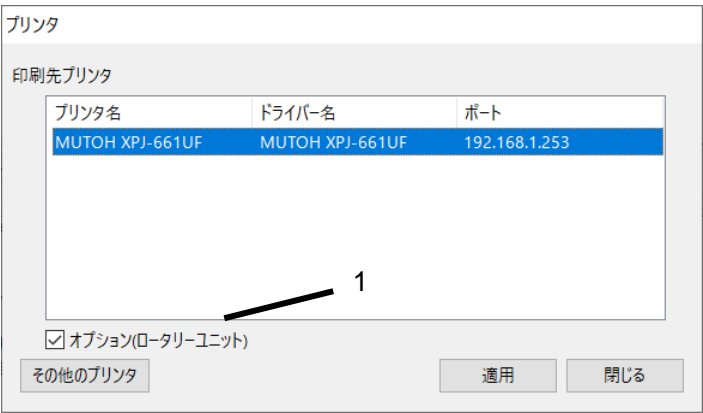 プリンタ
印刷先プリンタ
プリンタ名 ドライバー名 ポート
MUTOH XPJ-661UF MUTOH XPJ-661UF 192.168.1.253
1
オプション(ロータリーユニット)
その他のプリンタ 適用 閉じる